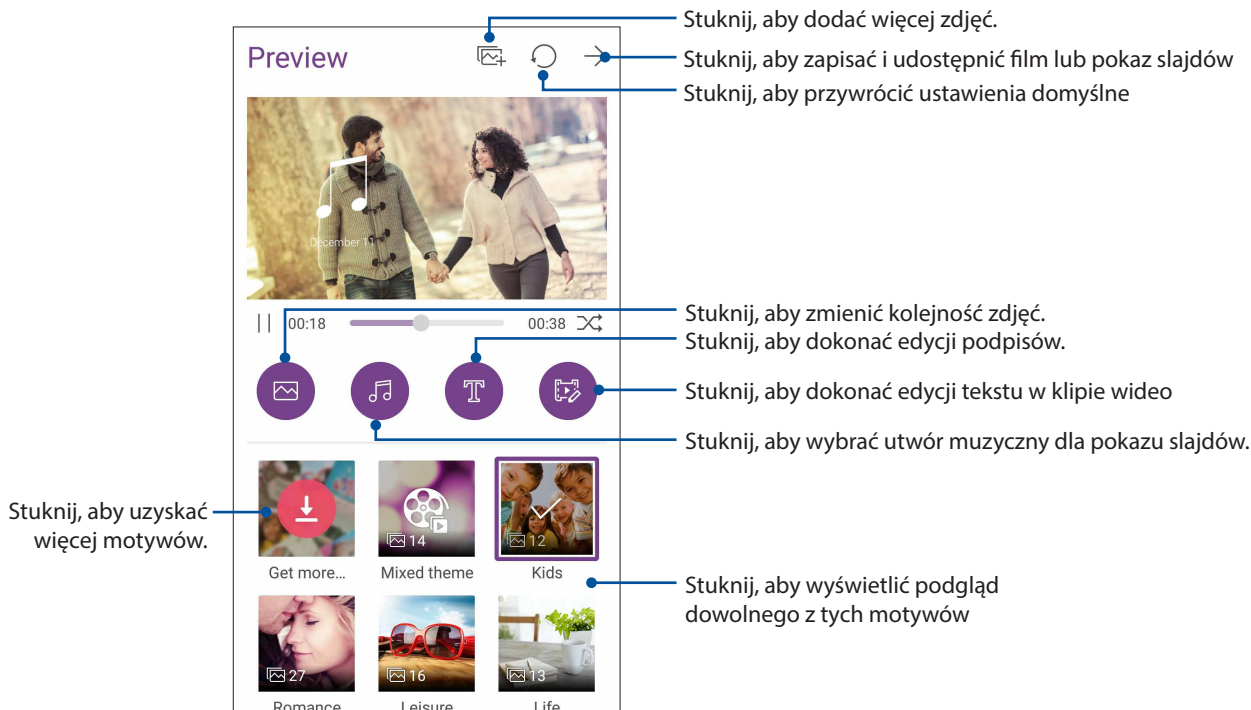 Stuknij, aby dodać więcej zdjęć.
Preview
Stuknij, aby zapisać i udostępnić film lub pokaz slajdów
Stuknij, aby przywrócić ustawienia domyślne
December 11
00:18
00:38
Stuknij, aby zmienić kolejność zdjęć.
Stuknij, aby dokonać edycji podpisów.
T
Stuknij, aby dokonać edycji tekstu w klipie wideo
Stuknij, aby wybrać utwór muzyczny dla pokazu slajdów.
Stuknij, aby uzyskać
więcej motywów.
14
12
Get more...
Mixed theme
Kids
Stuknij, aby wyświetlić podgląd
dowolnego z tych motywów
27
16
13
Romance
Leisure
Life